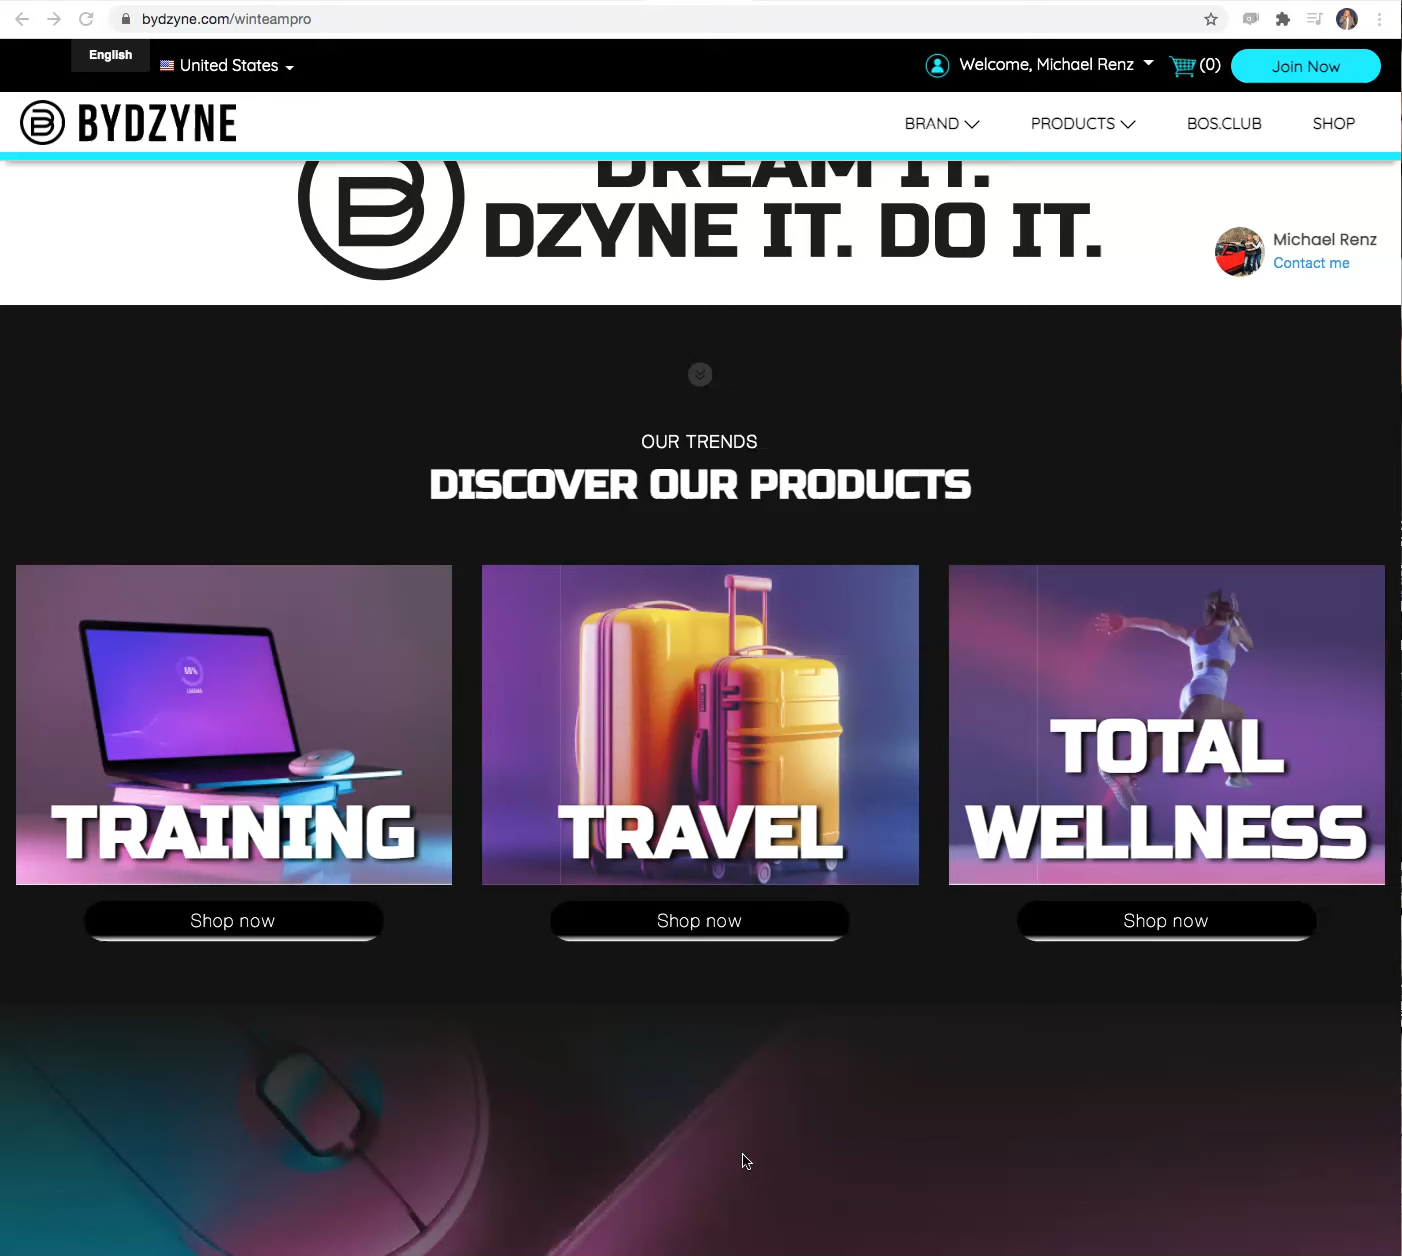 bydzyne.com/winteampro
English
United States
Welcome, Michael Renz
(0)
Join Now
BYDZYNE
BRAND
PRODUCTS
BOS.CLUB
SHOP
DREAM IT.
DZYNE IT. DO IT.
Michael Renz
Contact me
OUR TRENDS
DISCOVER OUR PRODUCTS
TRAINING
TRAVEL
TOTAL
WELLNESS
Shop now
Shop now
Shop now